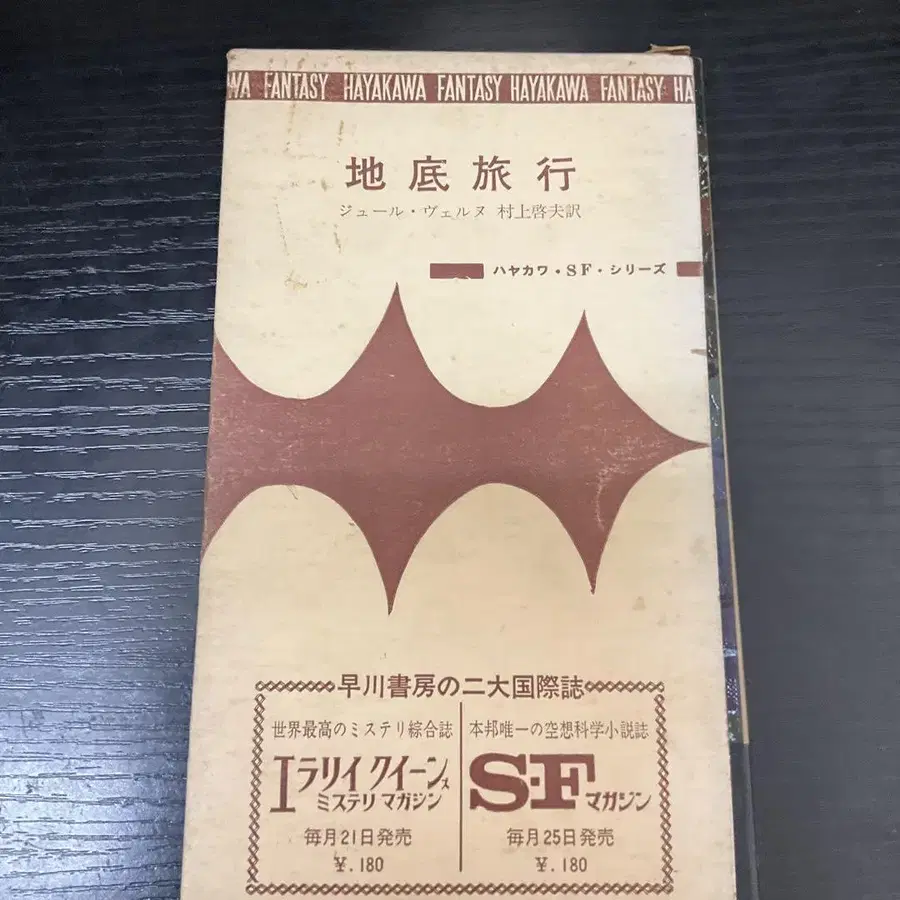 WA FANTASY HAYAKAWA FANTASY HAYAKAWA FANTASY HA
地底旅行
ジュール・ヴェルヌ 村上啓夫訳
ハヤカワ・SF・シリーズ
早川書房の二大国際誌
世界最高のミステリ綜合誌
エラリイ クイーンズ
ミステリ マガジン
毎月21日発売
¥.180
本邦唯一の空想科学小説誌
S-Fマガジン
毎月25日発売
¥.180